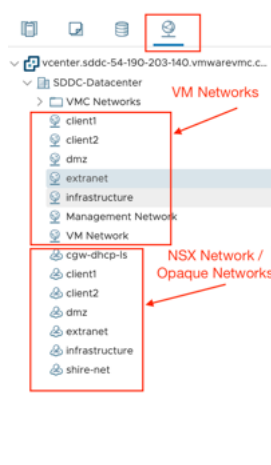 vcenter.sddc-54-190-203-140.vmwarevmc.c...
SDDC-Datacenter
VMC Networks
VM Networks
client1
client2
dmz
extranet
infrastructure
Management Network
VM Network
cgw-dhcp-ls
NSX Network /
Opaque Networks
client1
client2
dmz
extranet
infrastructure
shire-net